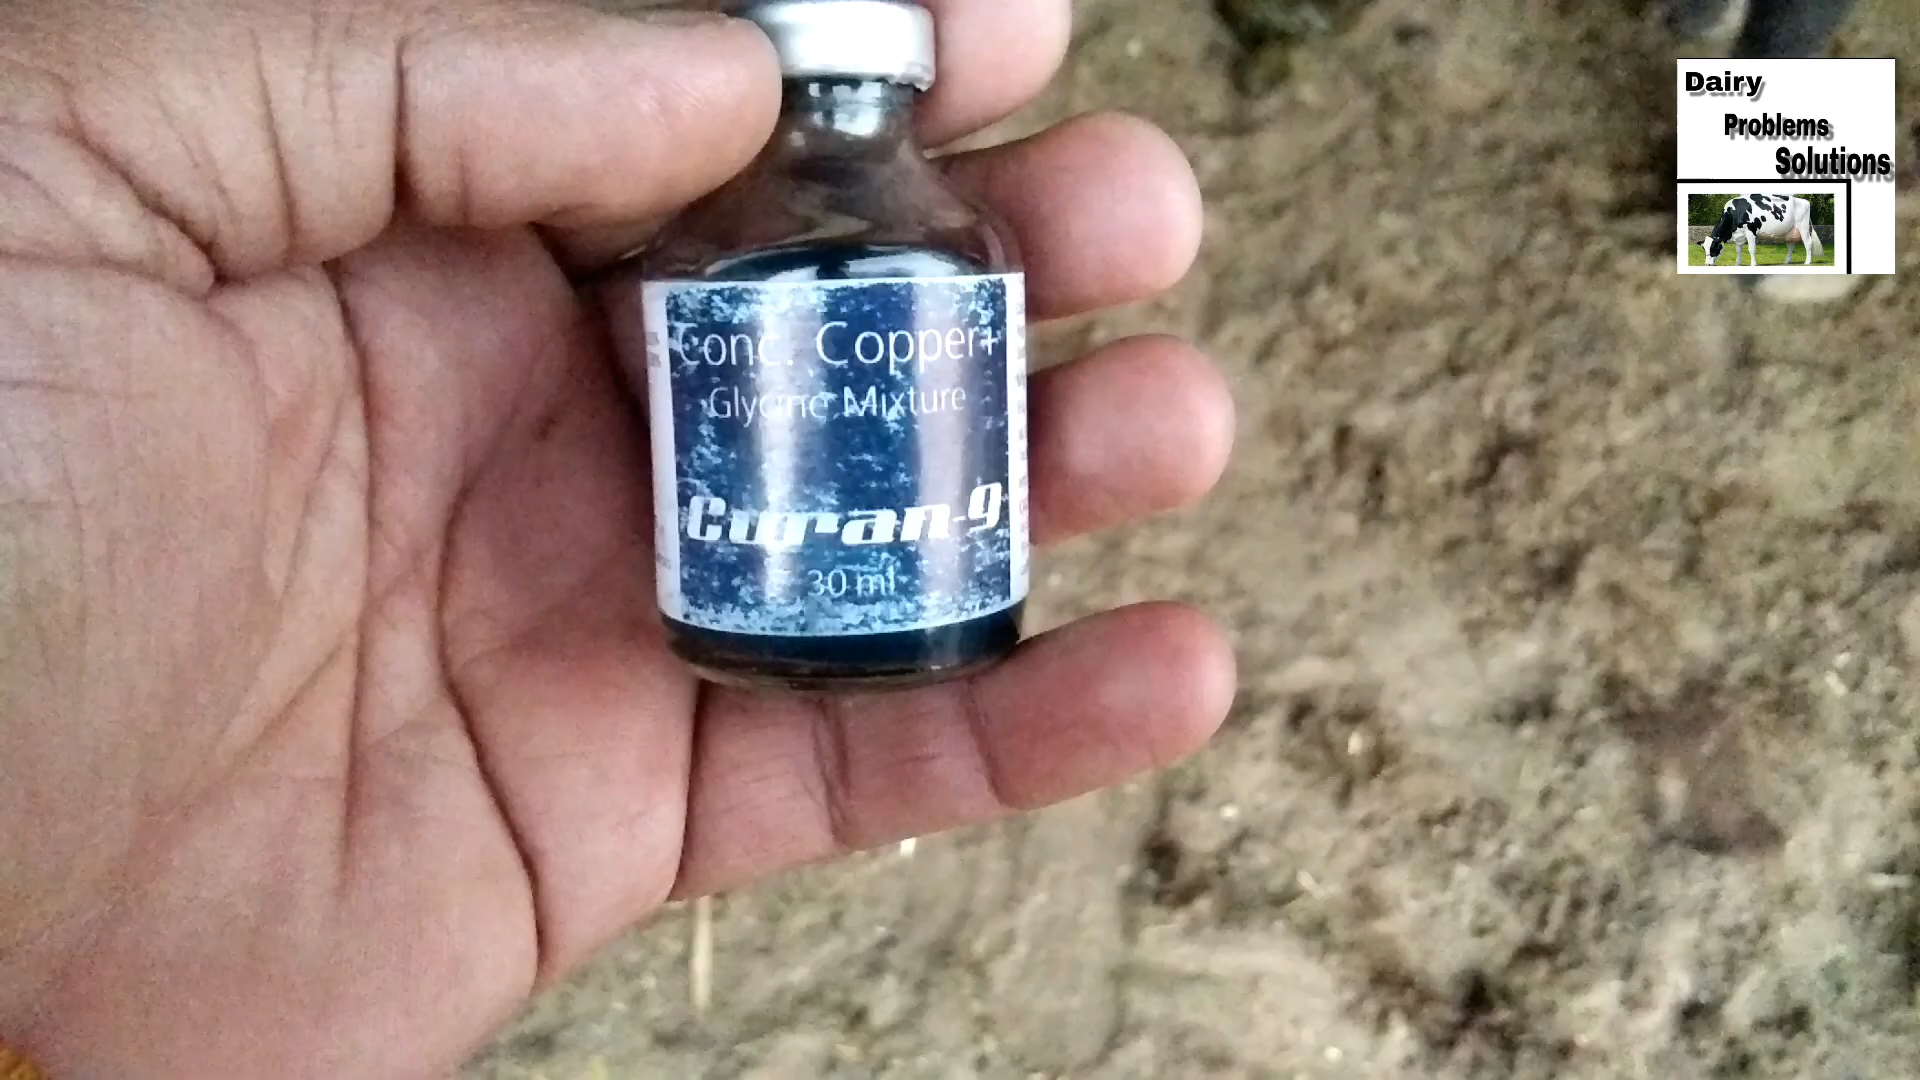 Conc. Copper+
Glycine Mixture
Curan-9
30 ml
Dairy
Problems
Solutions